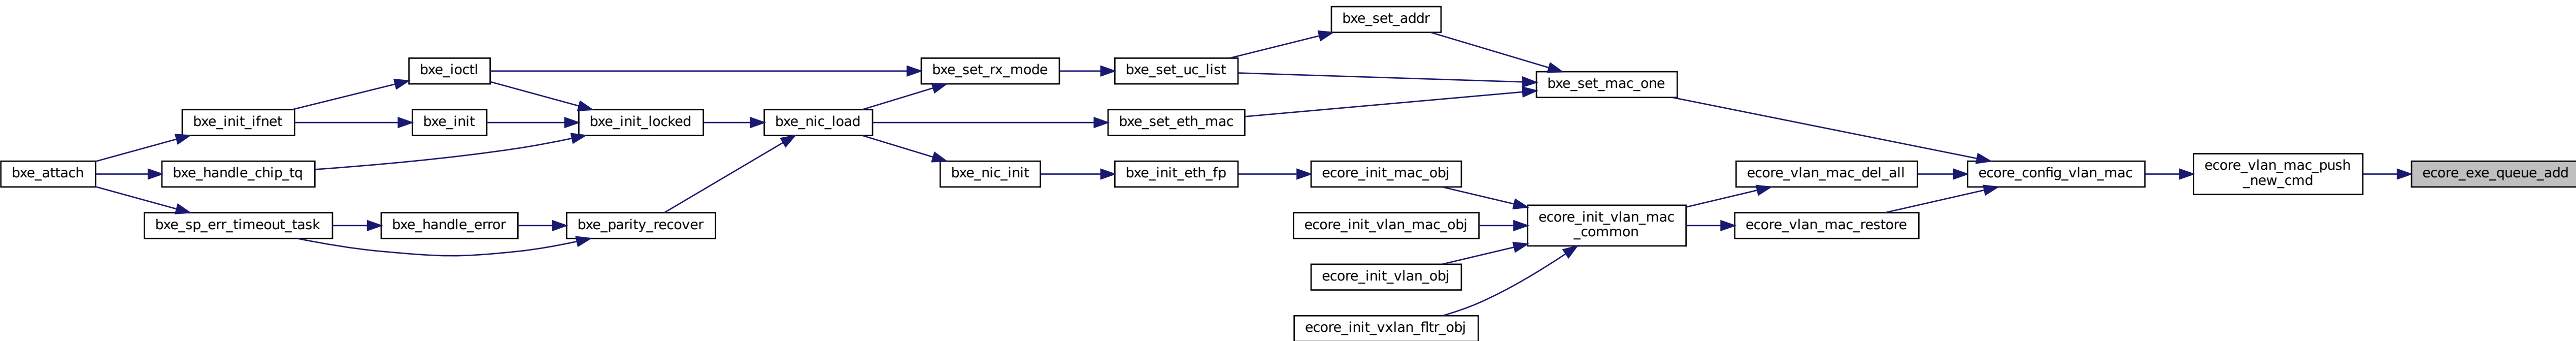 bxe_set_addr
bxe_ioctl
bxe_set_rx_mode
bxe_set_uc_list
bxe_set_mac_one
bxe_init_ifnet
bxe_init
bxe_init_locked
bxe_nic_load
bxe_set_eth_mac
bxe_attach
bxe_handle_chip_tq
bxe_nic_init
bxe_init_eth_fp
ecore_init_mac_obj
ecore_vlan_mac_del_all
ecore_config_vlan_mac
ecore_vlan_mac_push
_new_cmd
ecore_exe_queue_add
bxe_sp_err_timeout_task
bxe_handle_error
bxe_parity_recover
ecore_init_vlan_mac_obj
ecore_init_vlan_mac
_common
ecore_vlan_mac_restore
ecore_init_vlan_obj
ecore_init_vxlan_fltr_obj